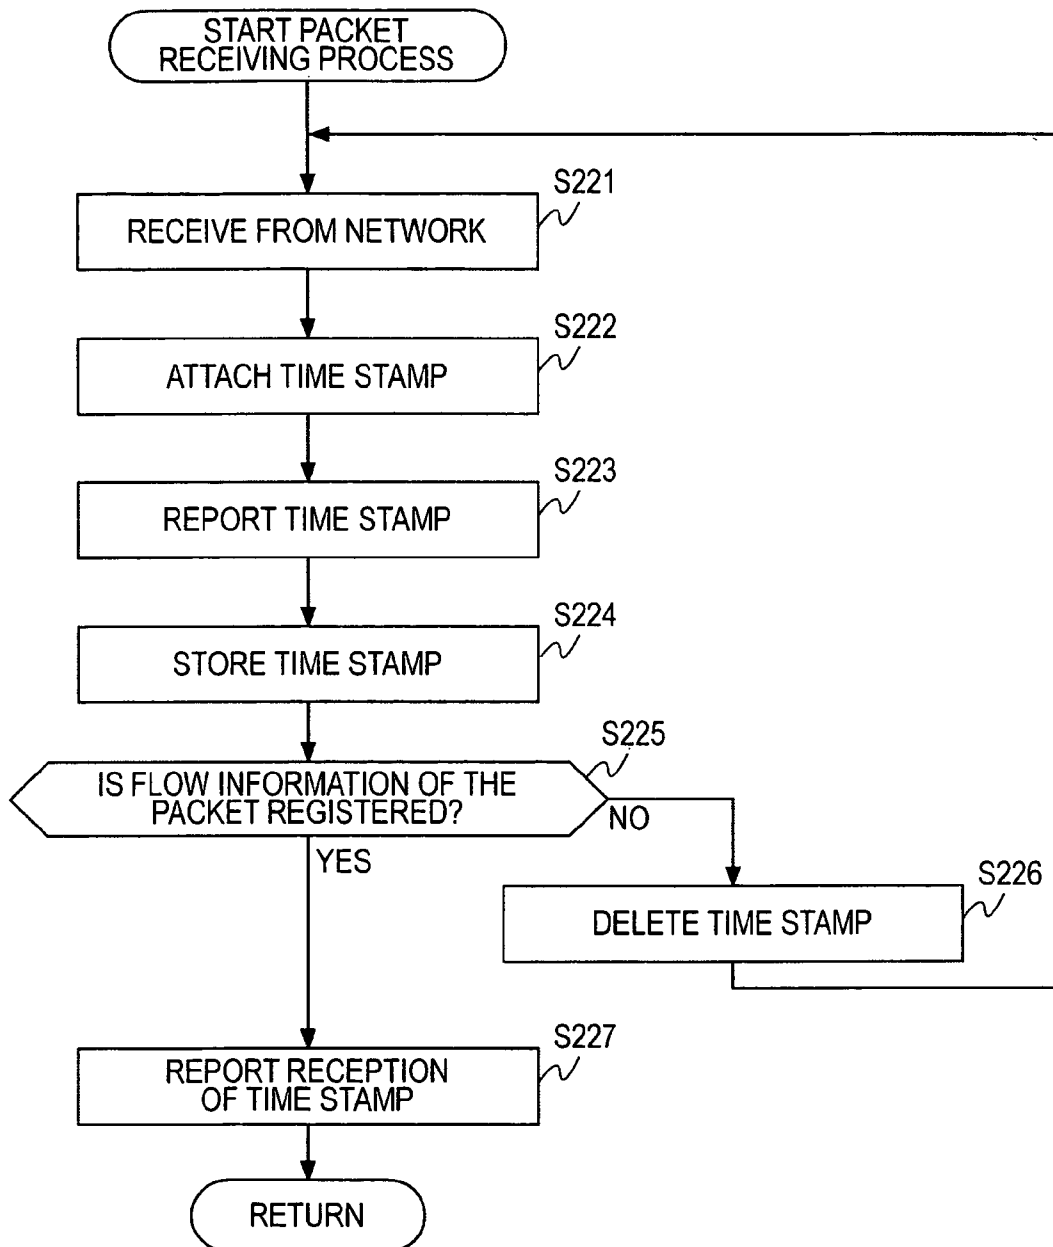 START PACKET
RECEIVING PROCESS
S221
RECEIVE FROM NETWORK
S222
ATTACH TIME STAMP
S223
REPORT TIME STAMP
S224
STORE TIME STAMP
S225
IS FLOW INFORMATION OF THE
PACKET REGISTERED?
NO
YES
S226
DELETE TIME STAMP
S227
REPORT RECEPTION
OF TIME STAMP
RETURN